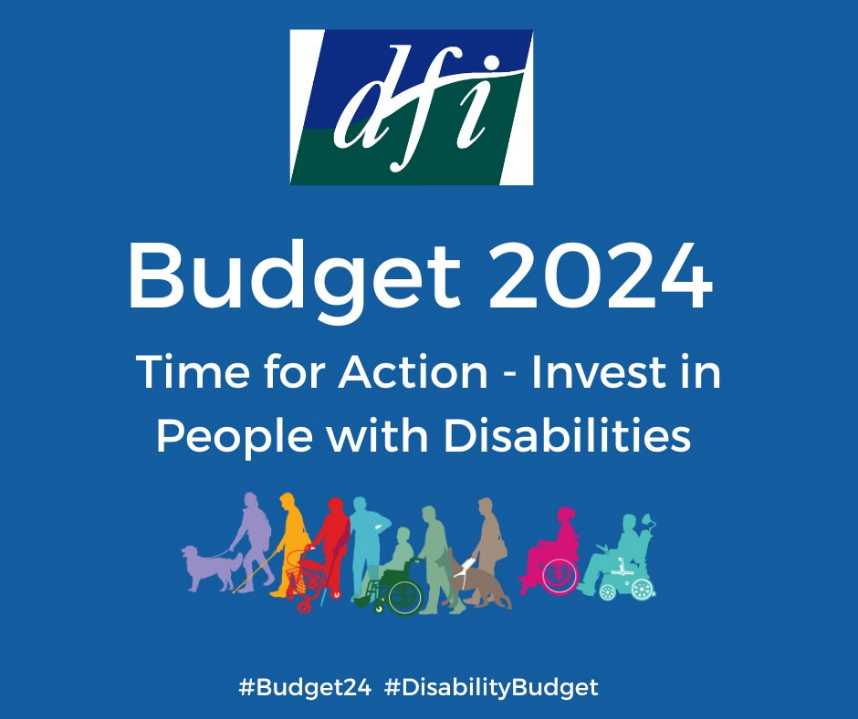 dfi
Budget 2024
Time for Action - Invest in
People with Disabilities
#Budget24 #DisabilityBudget